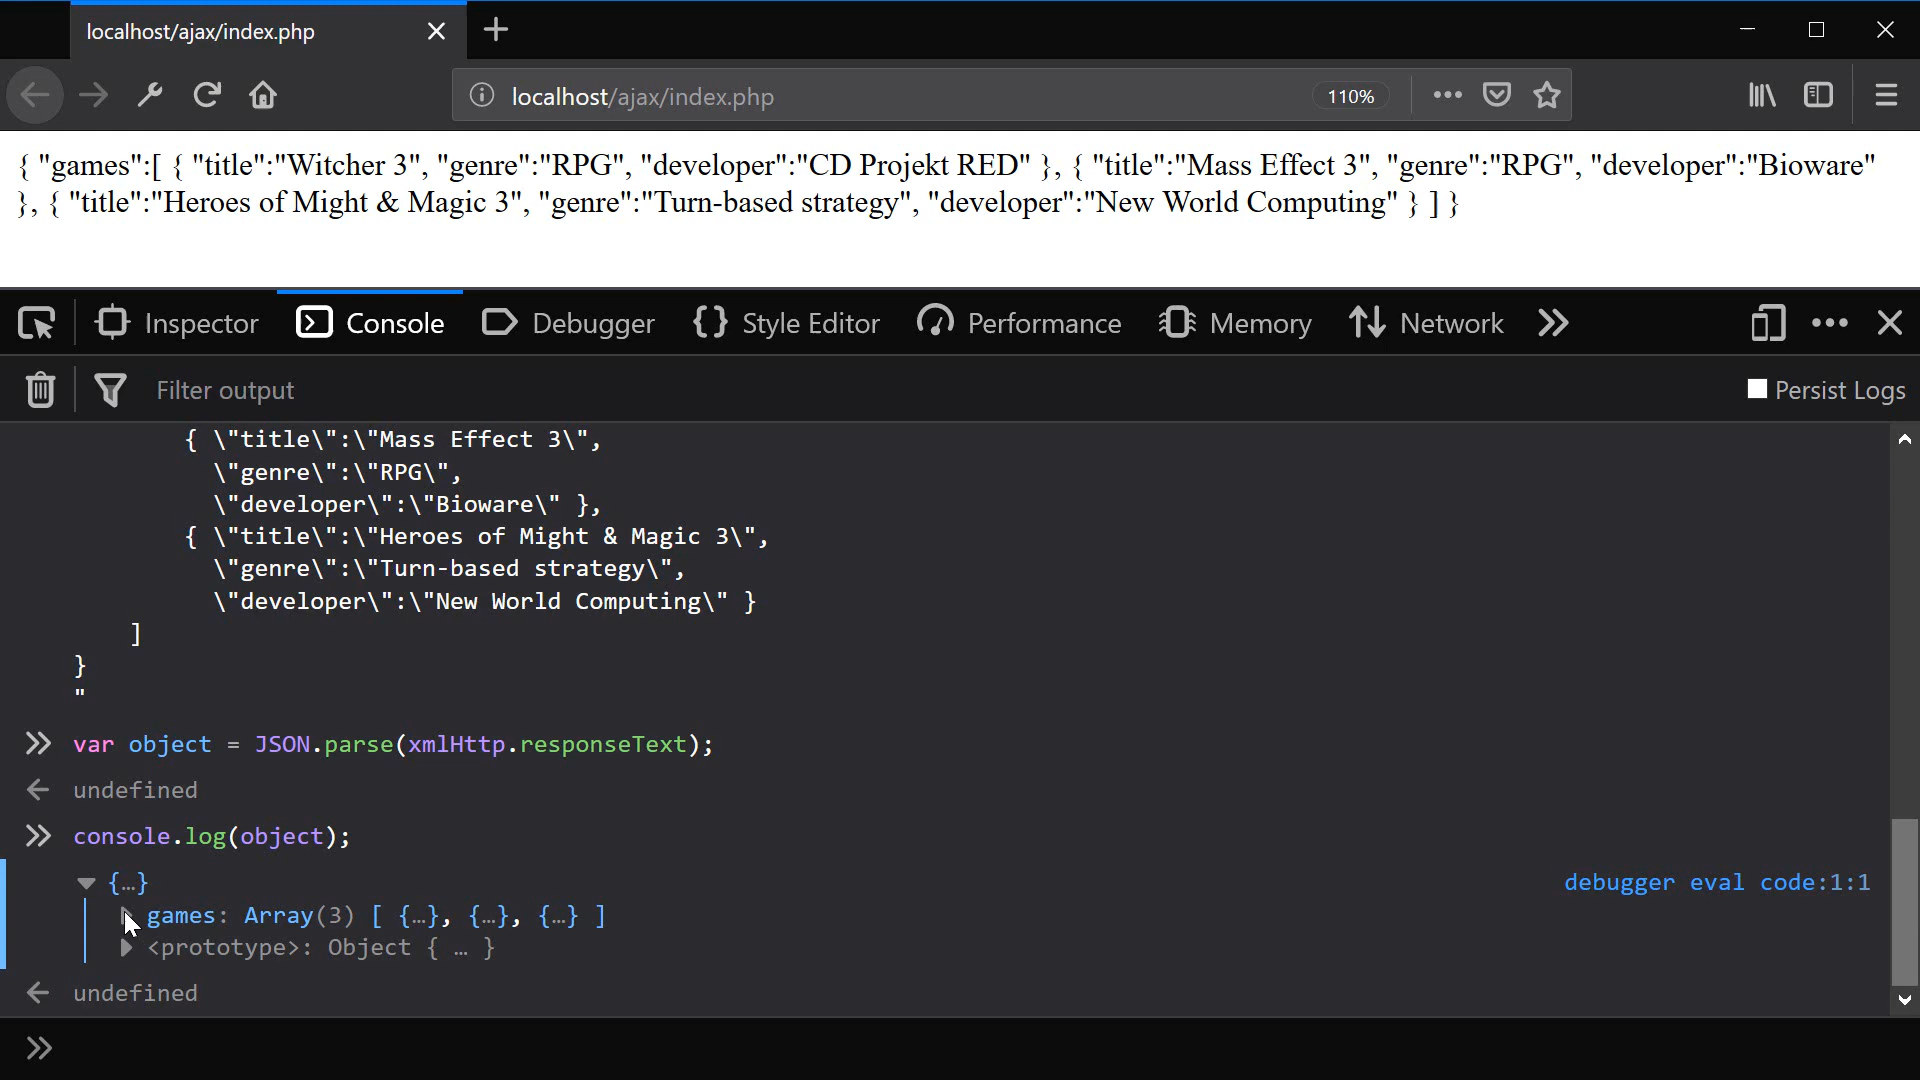 localhost/ajax/index.php
localhost/ajax/index.php 110%
{ "games":[ { "title":"Witcher 3", "genre":"RPG", "developer":"CD Projekt RED" }, { "title":"Mass Effect 3", "genre":"RPG", "developer":"Bioware"
}, { "title":"Heroes of Might & Magic 3", "genre":"Turn-based strategy", "developer":"New World Computing" } ] }
Inspector Console Debugger Style Editor Performance Memory Network
Filter output Persist Logs
{ \"title\":\"Mass Effect 3\",
\"genre\":\"RPG\",
\"developer\":\"Bioware\" },
{ \"title\":\"Heroes of Might & Magic 3\",
\"genre\":\"Turn-based strategy\",
\"developer\":\"New World Computing\" }
]
}
"
var object = JSON.parse(xmlHttp.responseText);
undefined
console.log(object);
{…} debugger eval code:1:1
games: Array(3) [ {…}, {…}, {…} ]
<prototype>: Object { … }
undefined